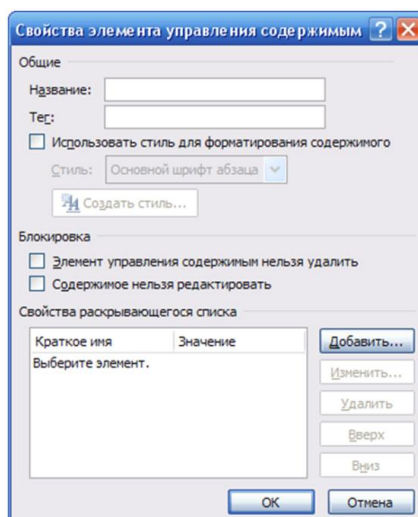 Свойства элемента управления содержимым
Общие
Название:
Тег:
Использовать стиль для форматирования содержимого
Стиль: Основной шрифт абзаца
Создать стиль...
Блокировка
Элемент управления содержимым нельзя удалить
Содержимое нельзя редактировать
Свойства раскрывающегося списка
Краткое имя Значение
Выберите элемент.
Добавить...
Изменить...
Удалить
Вверх
Вниз
ОК Отмена